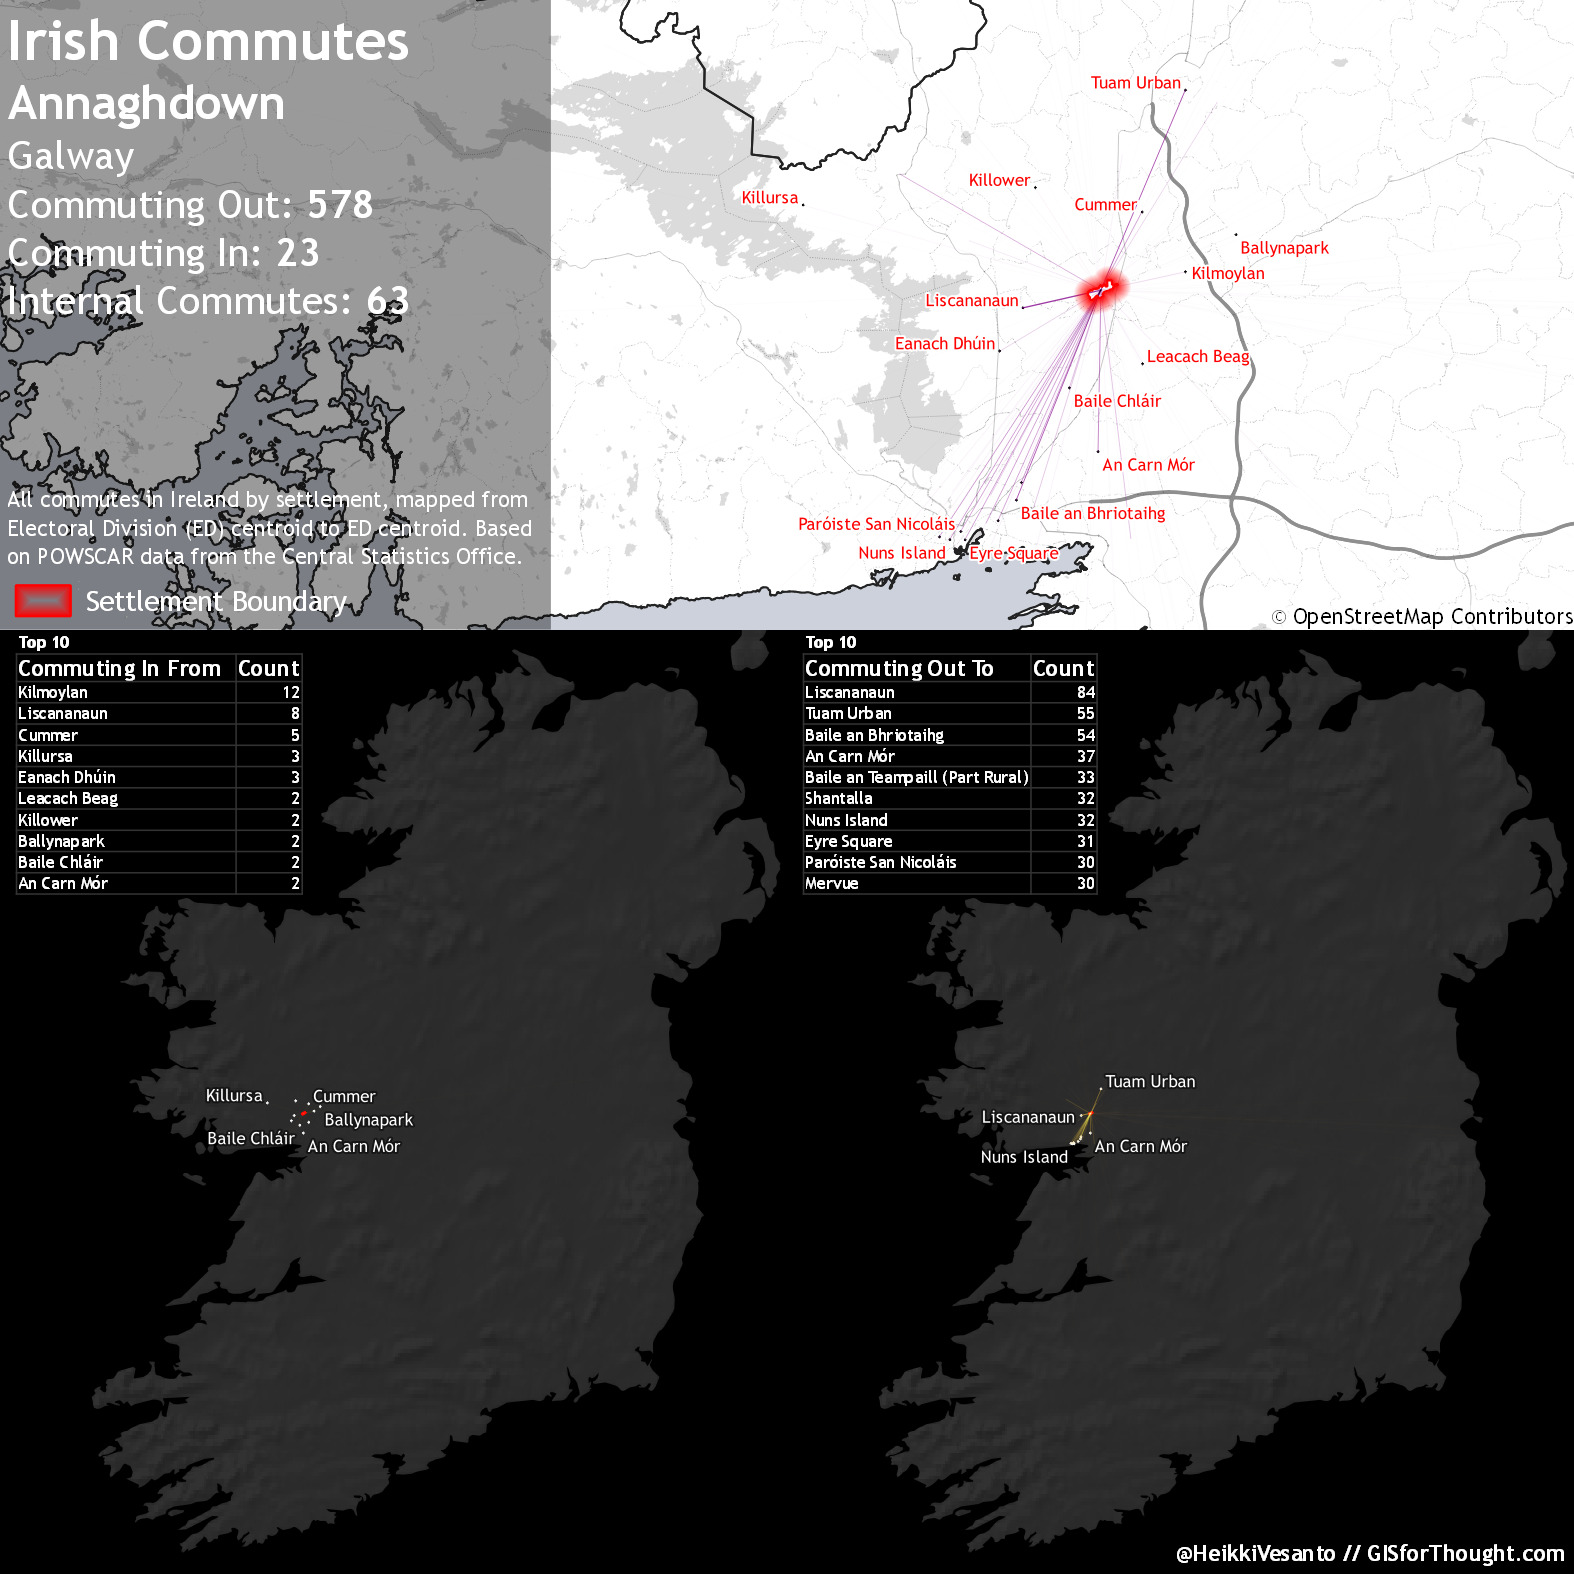 Irish Commutes
Annaghdown
Galway
Commuting Out: 578
Commuting In: 23
Internal Commutes: 63
All commutes in Ireland by settlement, mapped from
Electoral Division (ED) centroid to ED centroid. Based
on POWSCAR data from the Central Statistics Office.
Settlement Boundary
Tuam Urban
Killower
Killursa
Cummer
Ballynapark
Kilmoylan
Liscananaun
Eanach Dhúin
Leacach Beag
Baile Chláir
An Carn Mór
Baile an Bhriotaihg
Paróiste San Nicoláis
Nuns Island
Eyre Square
© OpenStreetMap Contributors
Top 10
Commuting In From Count
Kilmoylan 12
Liscananaun 8
Cummer 5
Killursa 3
Eanach Dhúin 3
Leacach Beag 2
Killower 2
Ballynapark 2
Baile Chláir 2
An Carn Mór 2
Killursa
Cummer
Ballynapark
Baile Chláir
An Carn Mór
Top 10
Commuting Out To Count
Liscananaun 84
Tuam Urban 55
Baile an Bhriotaihg 54
An Carn Mór 37
Baile an Teampaill (Part Rural) 33
Shantalla 32
Nuns Island 32
Eyre Square 31
Paróiste San Nicoláis 30
Mervue 30
Tuam Urban
Liscananaun
An Carn Mór
Nuns Island
@HeikkiVesanto // GISforThought.com